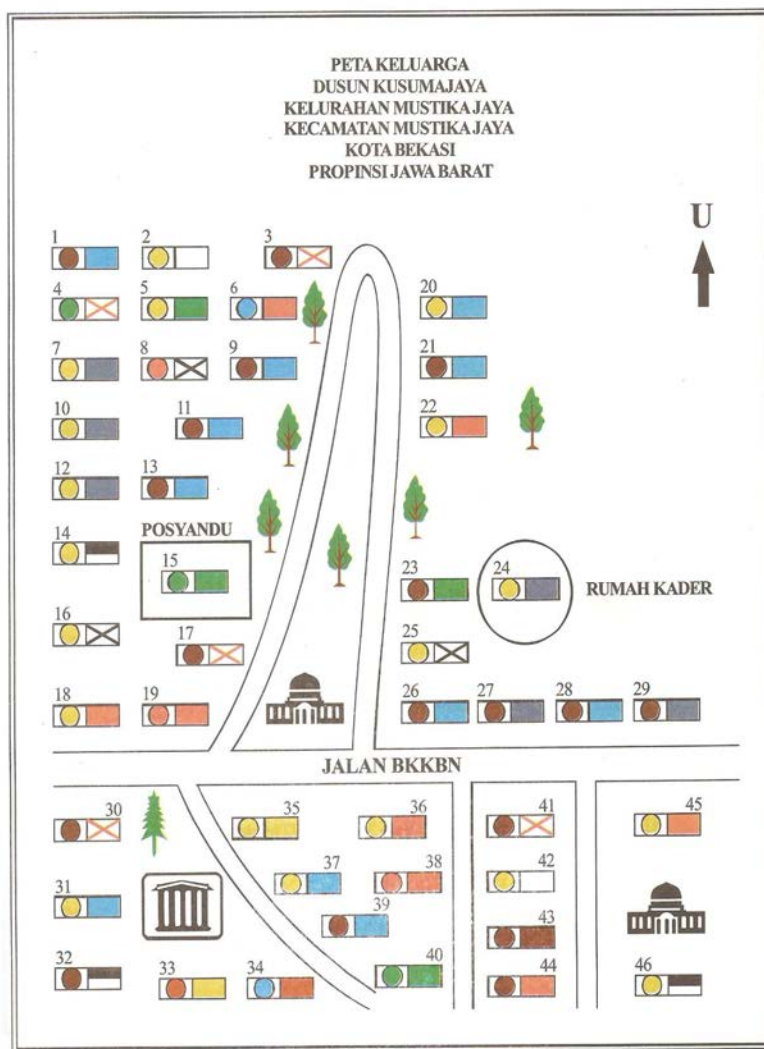 PETA KELUARGA
DUSUN KUSUMAJAYA
KELURAHAN MUSTIKA JAYA
KECAMATAN MUSTIKA JAYA
KOTA BEKASI
PROPINSI JAWA BARAT
U
1 2 3
4 5 6 20
7 8 9 21
10 11 22
12 13
14 POSYANDU
15 23 24 RUMAH KADER
16 17 25
18 19 26 27 28 29
JALAN BKKBN
30 35 36 41 45
31 37 38 42
39 43
32 33 34 40 44 46